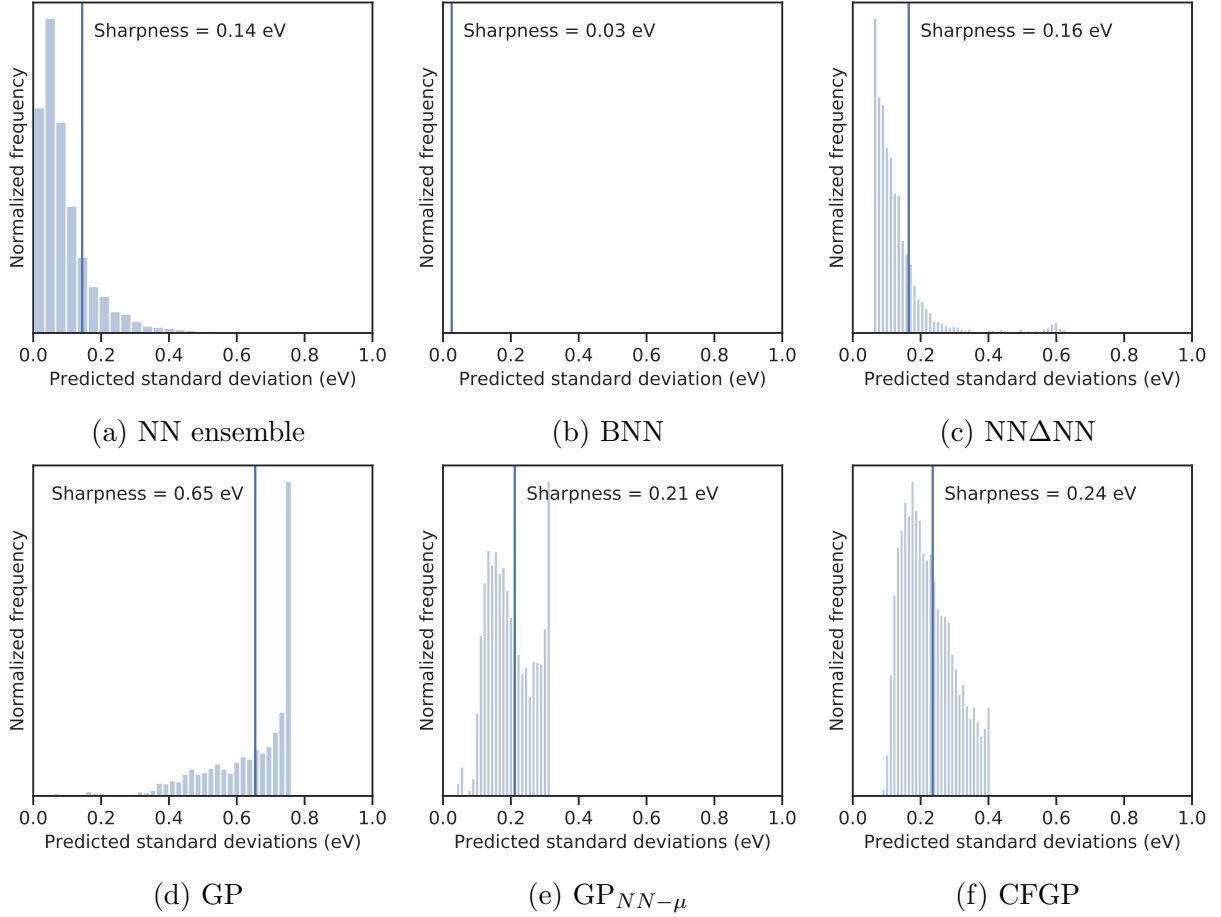 Sharpness = 0.14 eV
Normalized frequency
0.0 0.2 0.4 0.6 0.8 1.0
Predicted standard deviation (eV)
(a) NN ensemble
Sharpness = 0.03 eV
Normalized frequency
0.0 0.2 0.4 0.6 0.8 1.0
Predicted standard deviation (eV)
(b) BNN
Sharpness = 0.16 eV
Normalized frequency
0.0 0.2 0.4 0.6 0.8 1.0
Predicted standard deviations (eV)
(c) NNΔNN
Sharpness = 0.65 eV
Normalized frequency
0.0 0.2 0.4 0.6 0.8 1.0
Predicted standard deviations (eV)
(d) GP
Sharpness = 0.21 eV
Normalized frequency
0.0 0.2 0.4 0.6 0.8 1.0
Predicted standard deviations (eV)
(e) GP_{NN−μ}
Sharpness = 0.24 eV
Normalized frequency
0.0 0.2 0.4 0.6 0.8 1.0
Predicted standard deviations (eV)
(f) CFGP